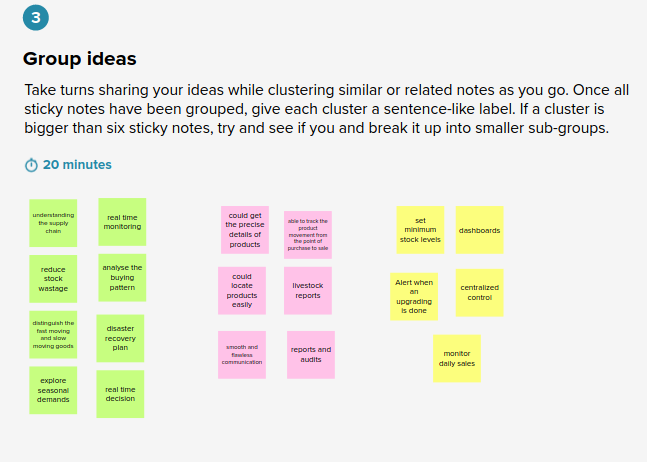 3
Group ideas
Take turns sharing your ideas while clustering similar or related notes as you go. Once all
sticky notes have been grouped, give each cluster a sentence-like label. If a cluster is
bigger than six sticky notes, try and see if you and break it up into smaller sub-groups.
20 minutes
understanding
the supply
chain
real time
monitoring
reduce
stock
wastage
analyse the
buying
pattern
distinguish the
fast moving
and slow
moving goods
disaster
recovery
plan
explore
seasonal
demands
real time
decision
could get
the precise
details of
products
able to track the
product
movement from
the point of
purchase to sale
could
locate
products
easily
livestock
reports
smooth and
flawless
communication
reports and
audits
set
minimum
stock levels
dashboards
Alert when
an
upgrading
is done
centralized
control
monitor
daily sales